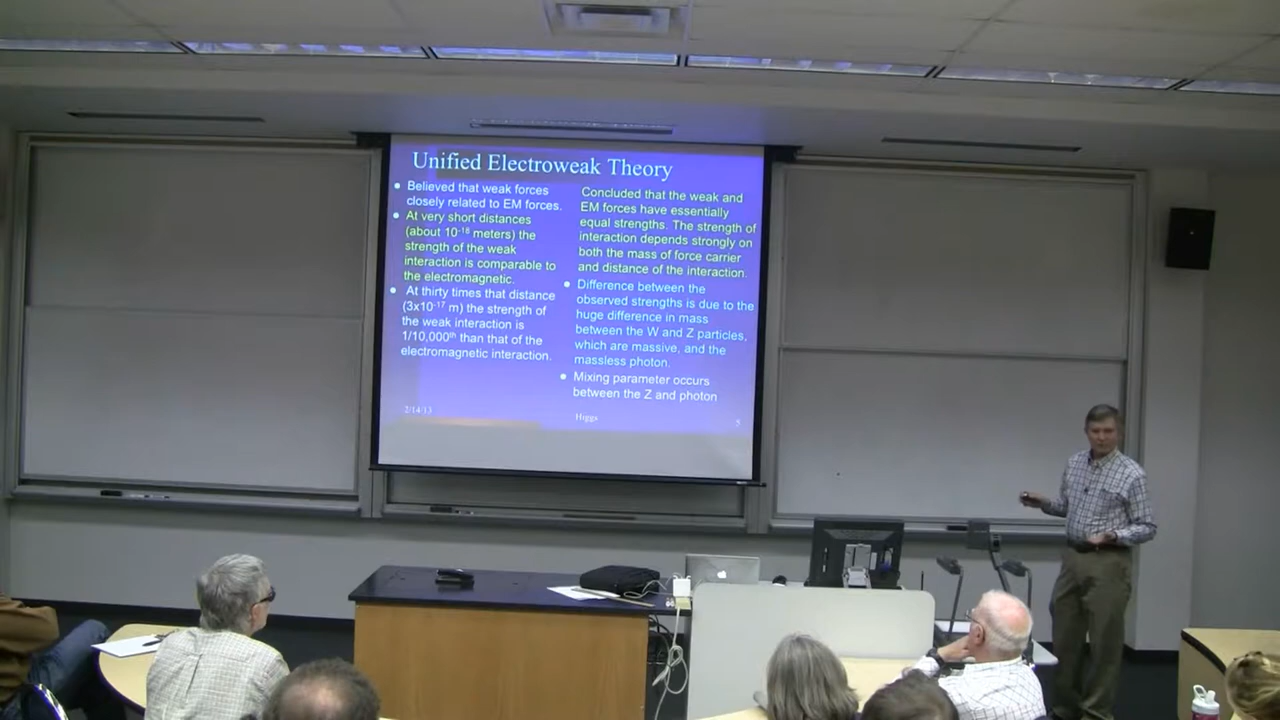 Unified Electroweak Theory
Believed that weak forces
closely related to EM forces.
At very short distances
(about 10⁻¹⁸ meters) the
strength of the weak
interaction is comparable to
the electromagnetic.
At thirty times that distance
(3x10⁻¹⁷ m) the strength of
the weak interaction is
1/10,000ᵗʰ than that of the
electromagnetic interaction.
Concluded that the weak and
EM forces have essentially
equal strengths. The strength of
interaction depends strongly on
both the mass of force carrier
and distance of the interaction.
Difference between the
observed strengths is due to the
huge difference in mass
between the W and Z particles,
which are massive, and the
massless photon.
Mixing parameter occurs
between the Z and photon
2/14/13
Higgs
5